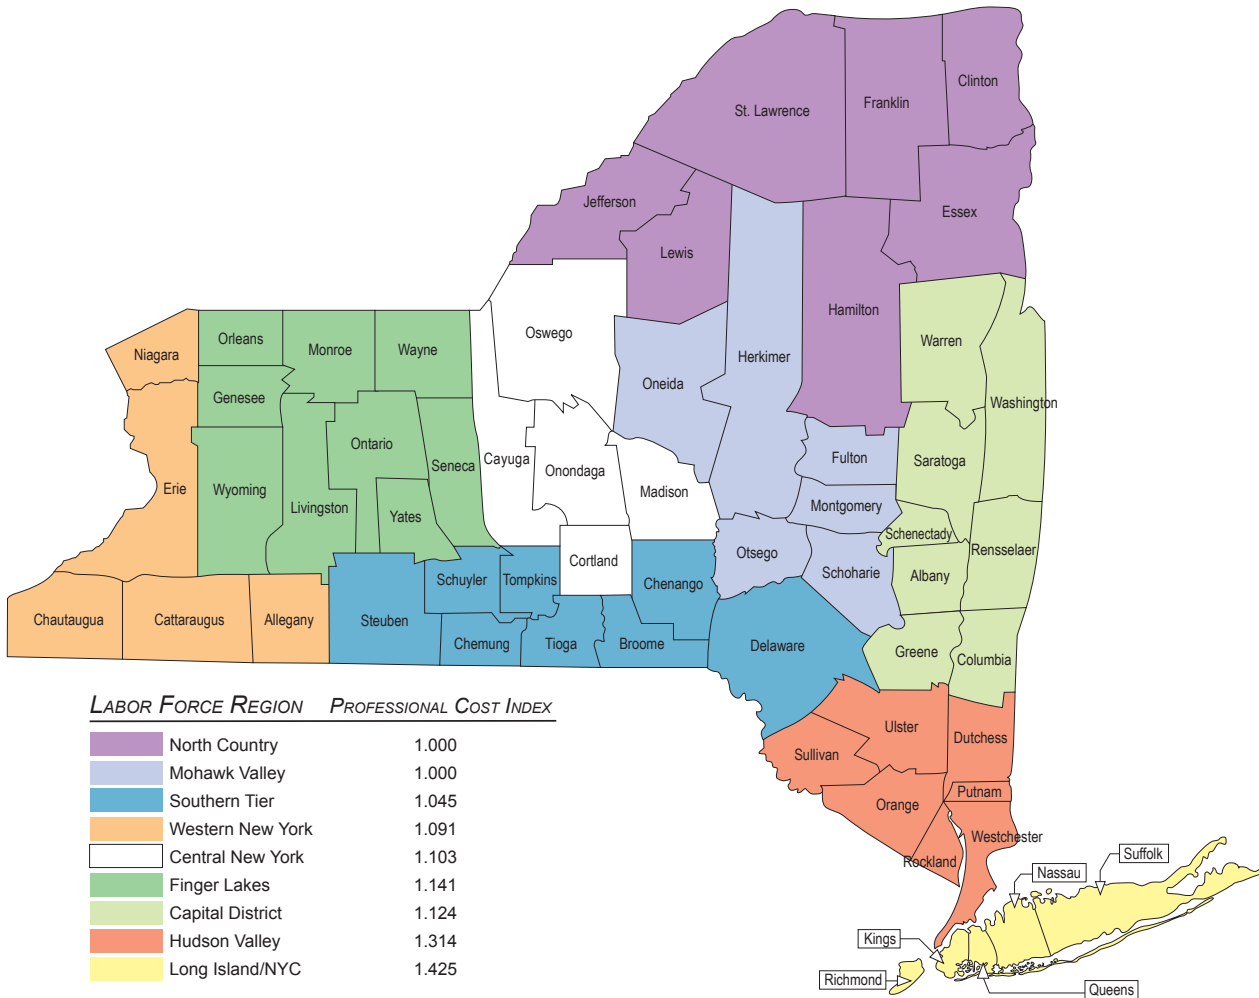 Clinton
Franklin
St. Lawrence
Jefferson
Essex
Lewis
Hamilton
Oswego
Orleans
Monroe
Wayne
Niagara
Warren
Herkimer
Oneida
Genesee
Washington
Ontario
Cayuga
Seneca
Onondaga
Fulton
Saratoga
Erie
Wyoming
Livingston
Madison
Montgomery
Yates
Schenectady
Rensselaer
Otsego
Cortland
Schoharie
Albany
Schuyler
Tompkins
Chenango
Chautaugua
Cattaraugus
Allegany
Steuben
Chemung
Tioga
Broome
Delaware
Greene
Columbia
LABOR FORCE REGION PROFESSIONAL COST INDEX
North Country 1.000
Mohawk Valley 1.000
Southern Tier 1.045
Western New York 1.091
Central New York 1.103
Finger Lakes 1.141
Capital District 1.124
Hudson Valley 1.314
Long Island/NYC 1.425
Ulster
Dutchess
Sullivan
Putnam
Orange
Westchester
Rockland
Suffolk
Nassau
Kings
Richmond
Queens